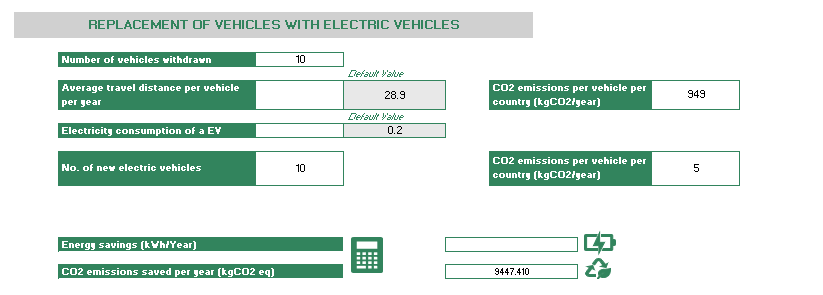 REPLACEMENT OF VEHICLES WITH ELECTRIC VEHICLES
Number of vehicles withdrawn 10
Default Value
Average travel distance per vehicle
per year
28.9
CO2 emissions per vehicle per
country (kgCO2/year)
949
Default Value
Electricity consumption of a EV 0.2
No. of new electric vehicles 10
CO2 emissions per vehicle per
country (kgCO2/year)
5
Energy savings (kWh/Year)
CO2 emissions saved per year (kgCO2 eq) 9447.410